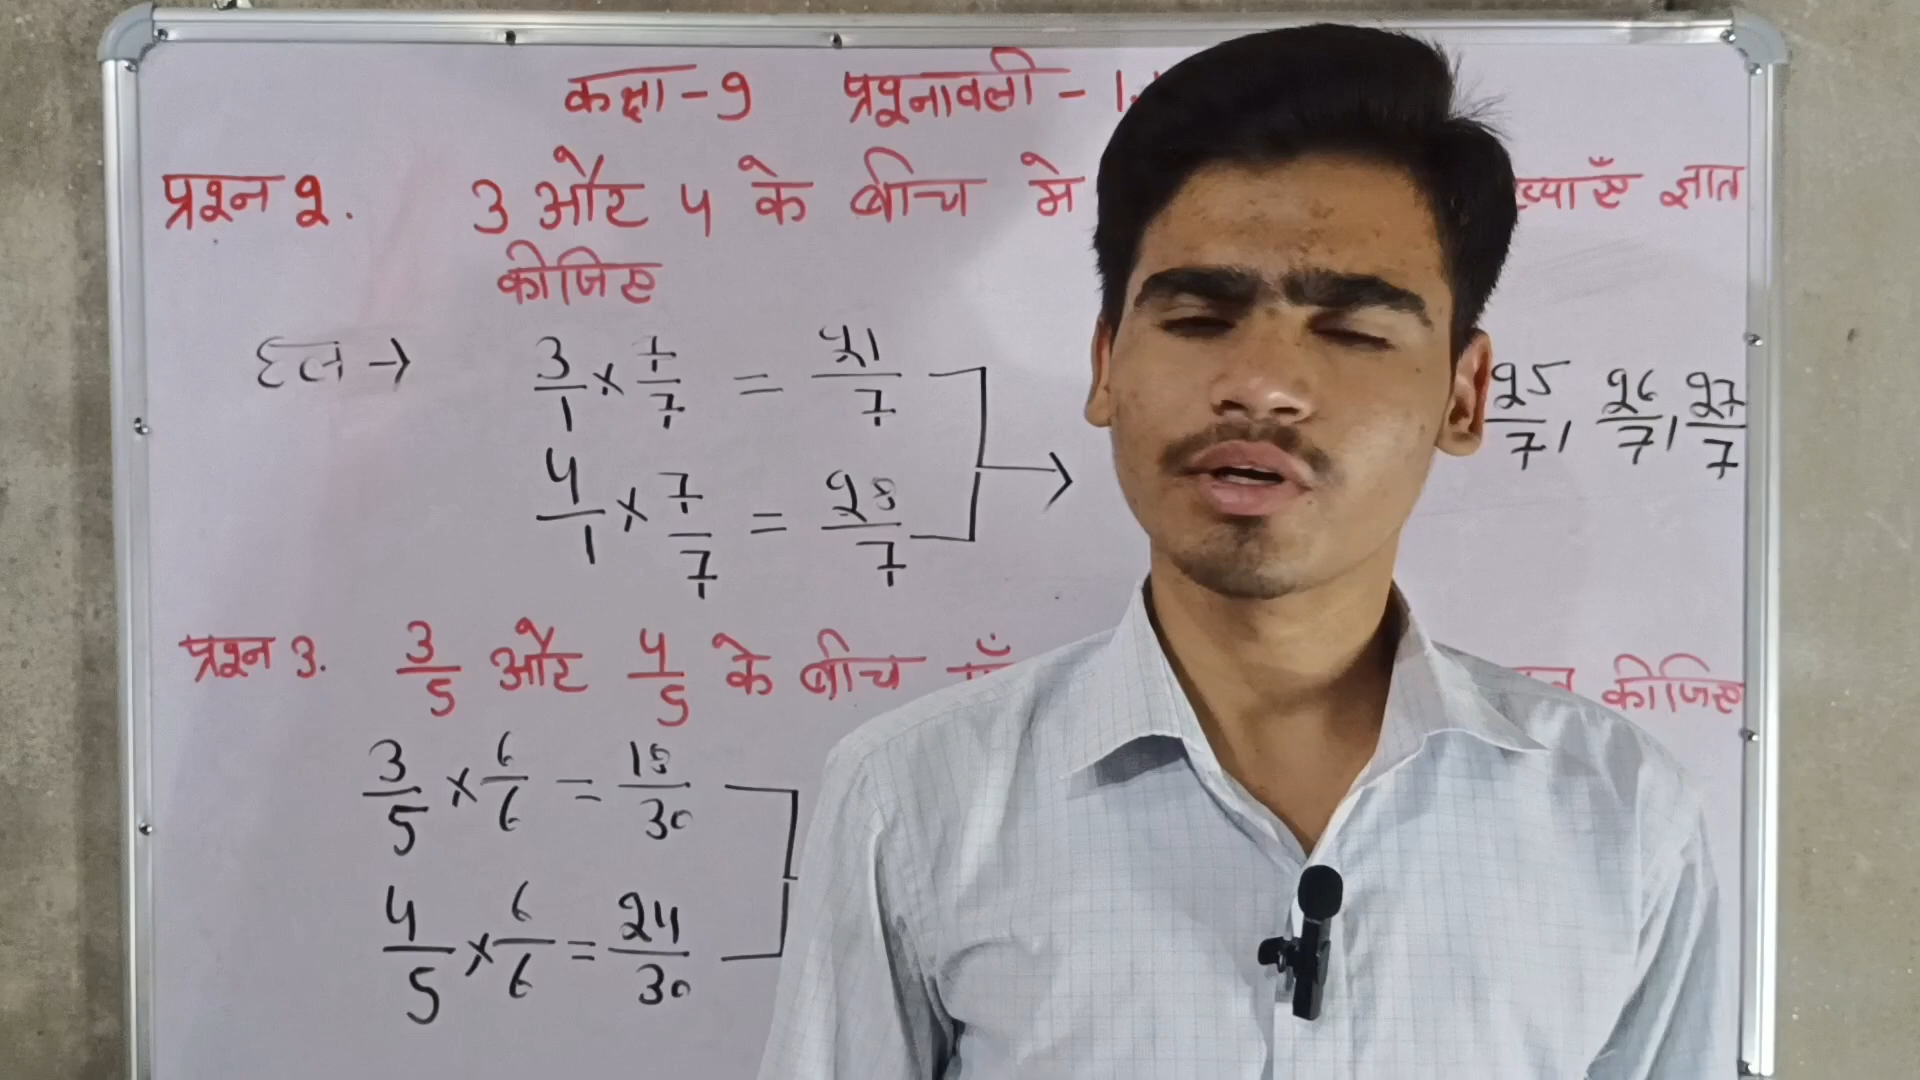 कक्षा - 9 प्रश्नावली - 1.
प्रश्न 2. 3 और 4 के बीच मे ज्ञात
कीजिए
हल → 3/1 × 7/7 = 21/7 25/7, 26/7, 27/7
4/1 × 7/7 = 28/7
प्रश्न 3. 3/5 और 4/5 के बीच कीजिए
3/5 × 6/6 = 18/30
4/5 × 6/6 = 24/30